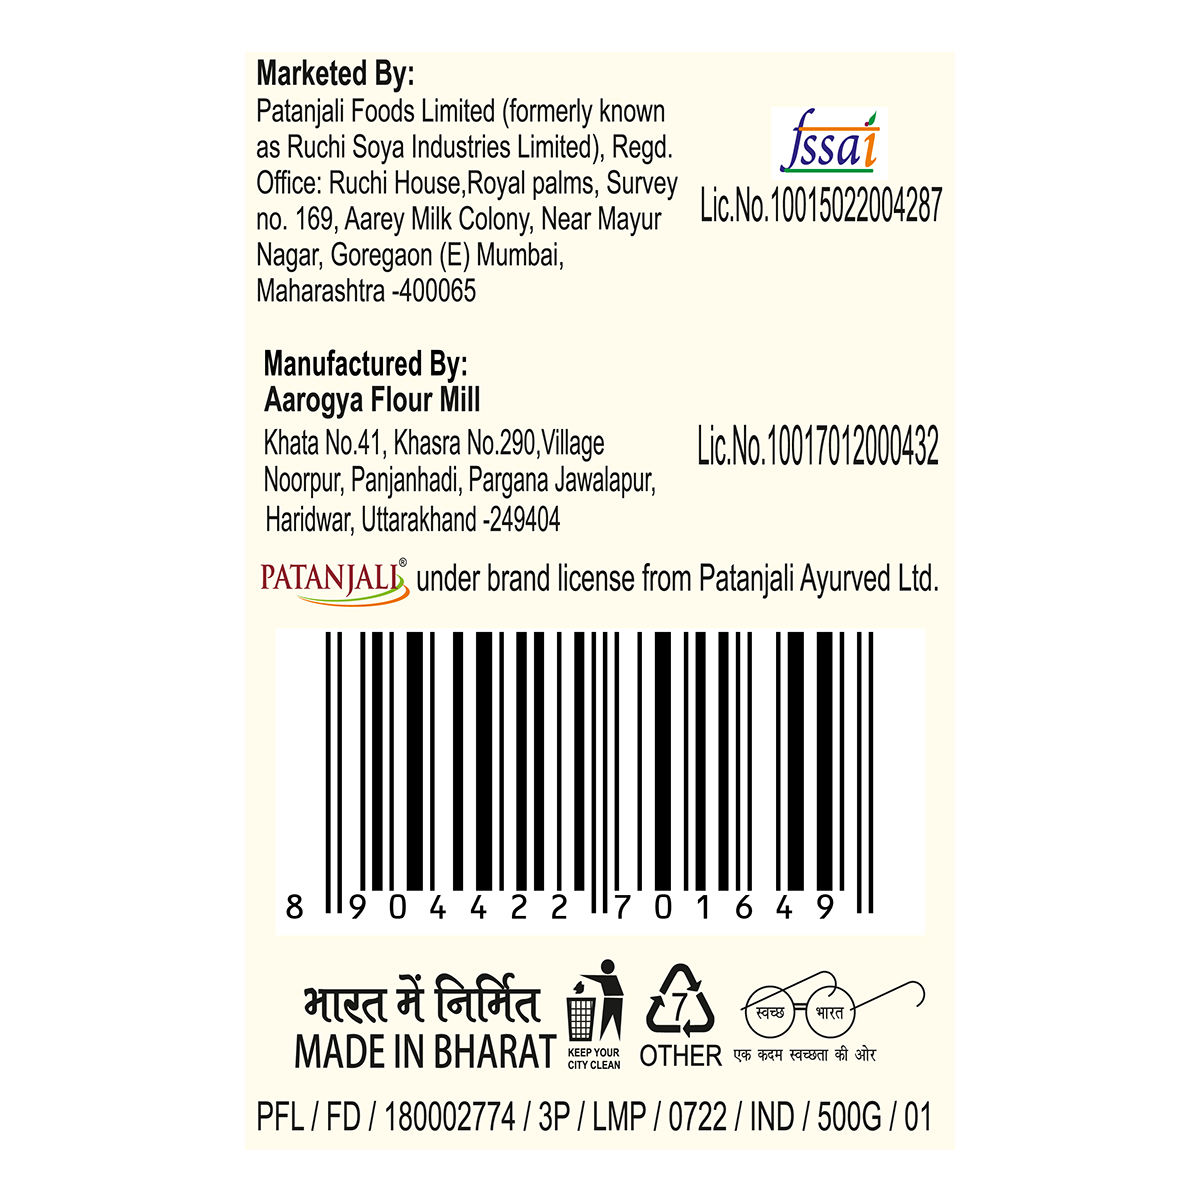 Marketed By:
Patanjali Foods Limited (formerly known
as Ruchi Soya Industries Limited), Regd.
Office: Ruchi House,Royal palms, Survey
no. 169, Aarey Milk Colony, Near Mayur
Nagar, Goregaon (E) Mumbai,
Maharashtra -400065
fssai
Lic.No.10015022004287
Manufactured By:
Aarogya Flour Mill
Khata No.41, Khasra No.290,Village
Noorpur, Panjanhadi, Pargana Jawalapur,
Haridwar, Uttarakhand -249404
Lic.No.10017012000432
PATANJALI® under brand license from Patanjali Ayurved Ltd.
8 904422 701649
भारत में निर्मित
MADE IN BHARAT
KEEP YOUR
CITY CLEAN
7
OTHER
स्वच्छ भारत
एक कदम स्वच्छता की ओर
PFL / FD / 180002774 / 3P / LMP / 0722 / IND / 500G / 01